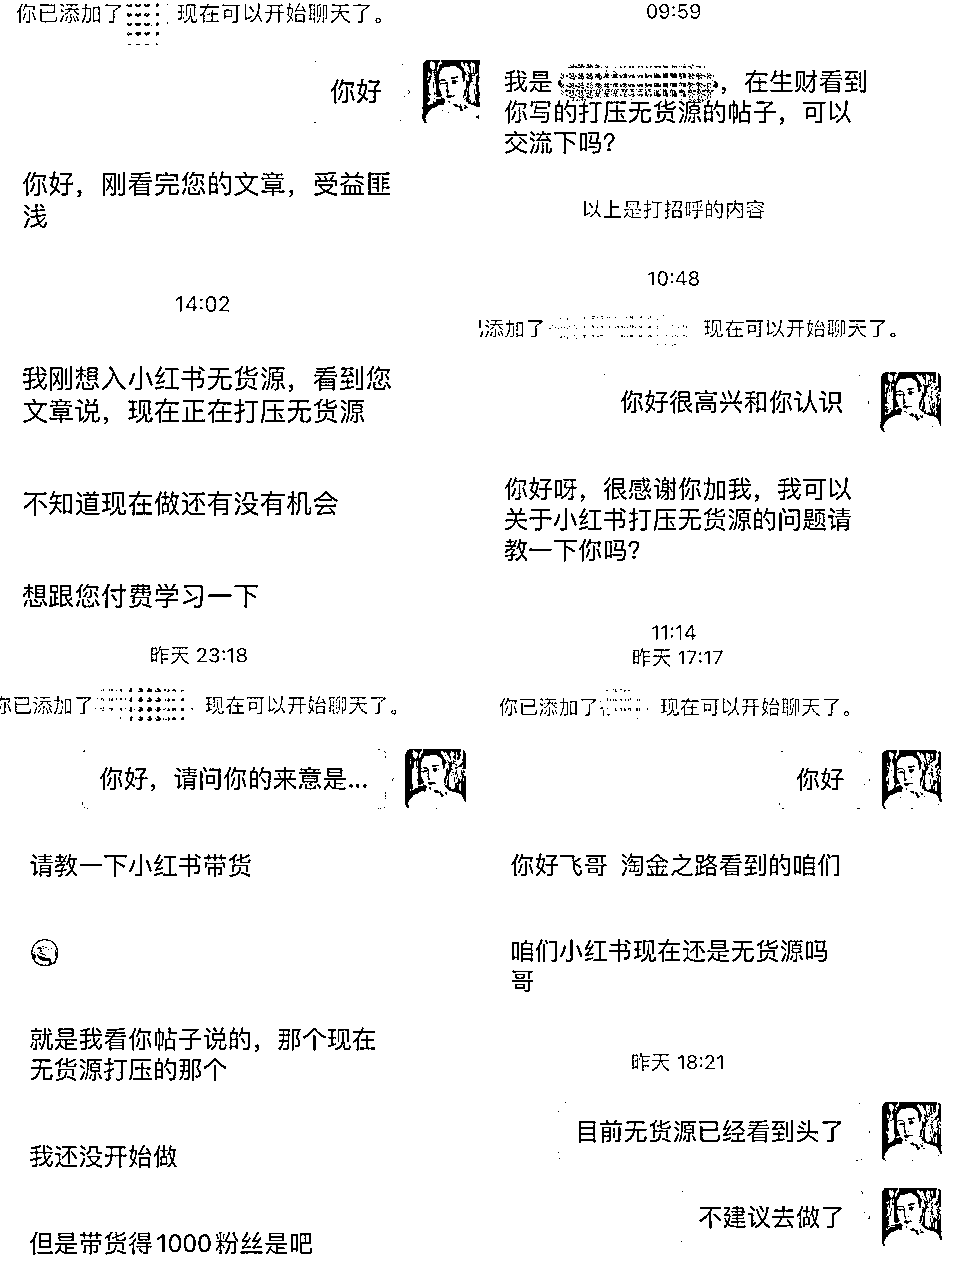 你已添加了 现在可以开始聊天了。
你好
你好，刚看完您的文章，受益匪
浅
14:02
我刚想入小红书无货源，看到您
文章说，现在正在打压无货源
不知道现在做还有没有机会
想跟您付费学习一下
09:59
我是 ，在生财看到
你写的打压无货源的帖子，可以
交流下吗？
以上是打招呼的内容
10:48
添加了 现在可以开始聊天了。
你好很高兴和你认识
你好呀，很感谢你加我，我可以
关于小红书打压无货源的问题请
教一下你吗？
11:14
昨天 23:18
你已添加了 现在可以开始聊天了。
你好，请问你的来意是...
请教一下小红书带货
就是我看你帖子说的，那个现在
无货源打压的那个
我还没开始做
但是带货得1000粉丝是吧
昨天 17:17
你已添加了 现在可以开始聊天了。
你好
你好飞哥 淘金之路看到的咱们
咱们小红书现在还是无货源吗
哥
昨天 18:21
目前无货源已经看到头了
不建议去做了